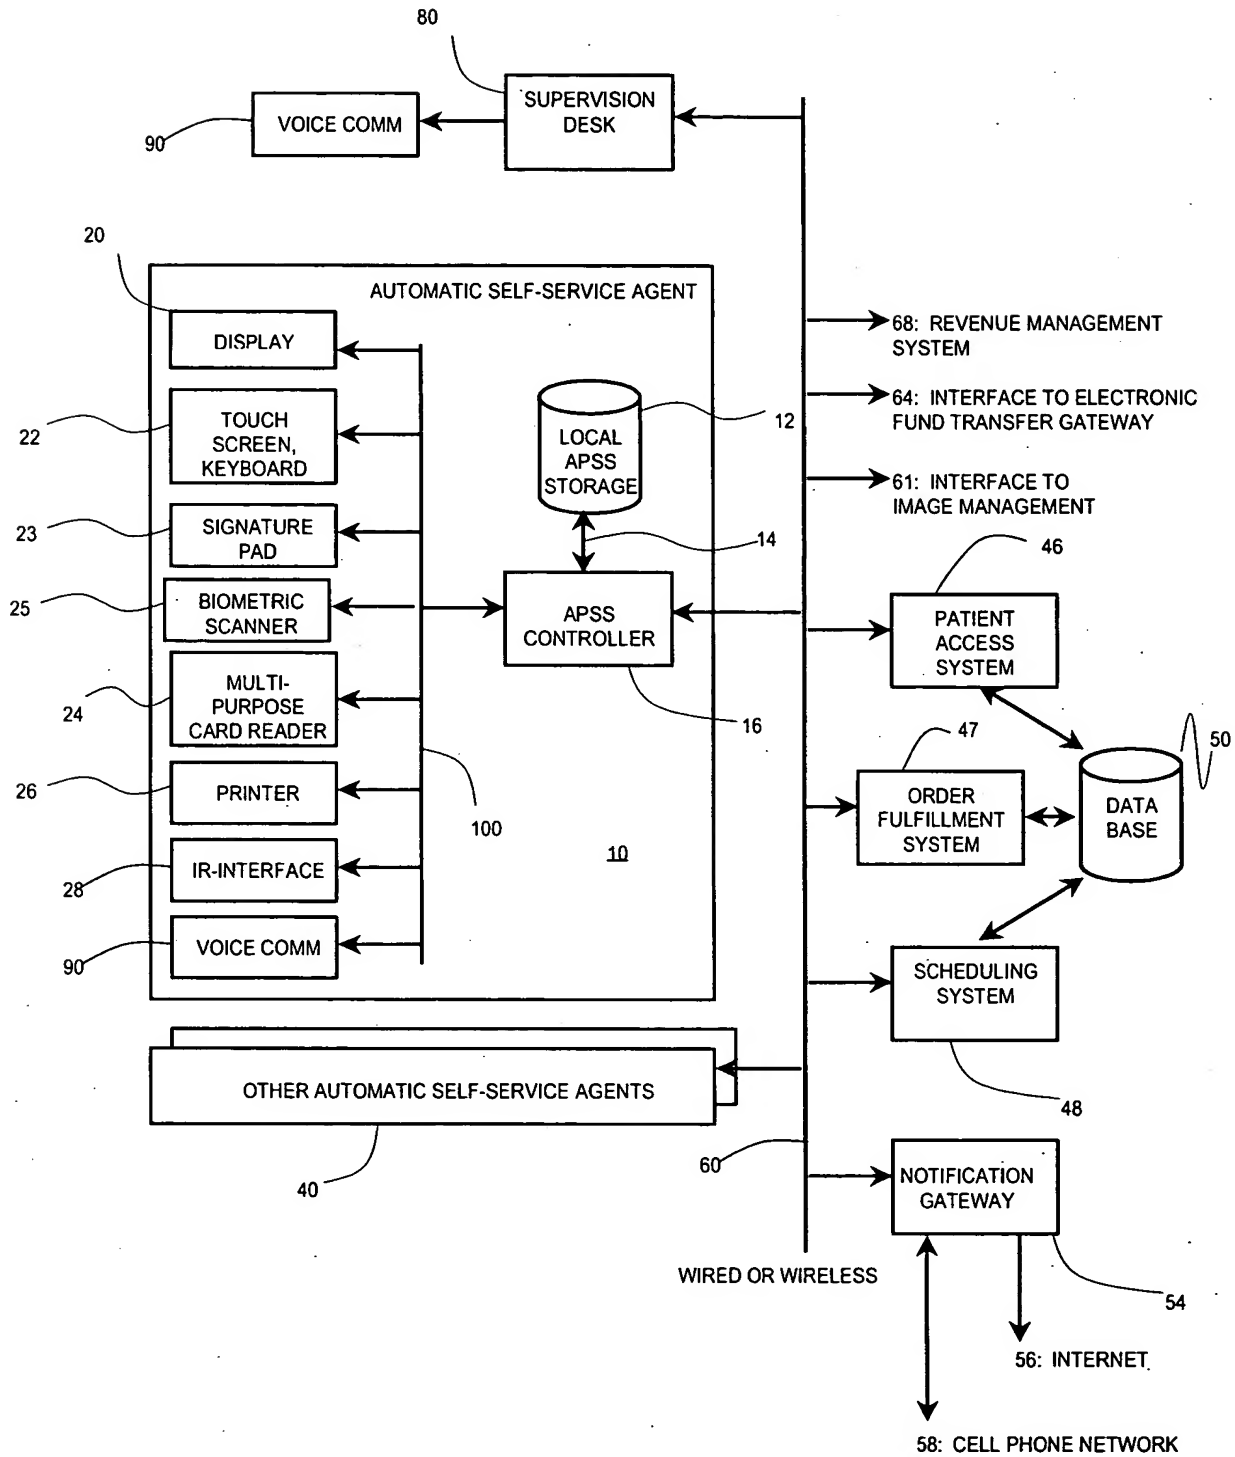 80
SUPERVISION
DESK
VOICE COMM
90
20
AUTOMATIC SELF-SERVICE AGENT
DISPLAY
22
TOUCH
SCREEN,
KEYBOARD
23
SIGNATURE
PAD
25
BIOMETRIC
SCANNER
24
MULTI-
PURPOSE
CARD READER
26
PRINTER
28
IR-INTERFACE
90
VOICE COMM
100
LOCAL
APSS
STORAGE
12
14
APSS
CONTROLLER
16
10
OTHER AUTOMATIC SELF-SERVICE AGENTS
40
60
WIRED OR WIRELESS
68: REVENUE MANAGEMENT
SYSTEM
64: INTERFACE TO ELECTRONIC
FUND TRANSFER GATEWAY
61: INTERFACE TO
IMAGE MANAGEMENT
46
PATIENT
ACCESS
SYSTEM
47
ORDER
FULFILLMENT
SYSTEM
50
DATA
BASE
SCHEDULING
SYSTEM
48
NOTIFICATION
GATEWAY
54
56: INTERNET
58: CELL PHONE NETWORK